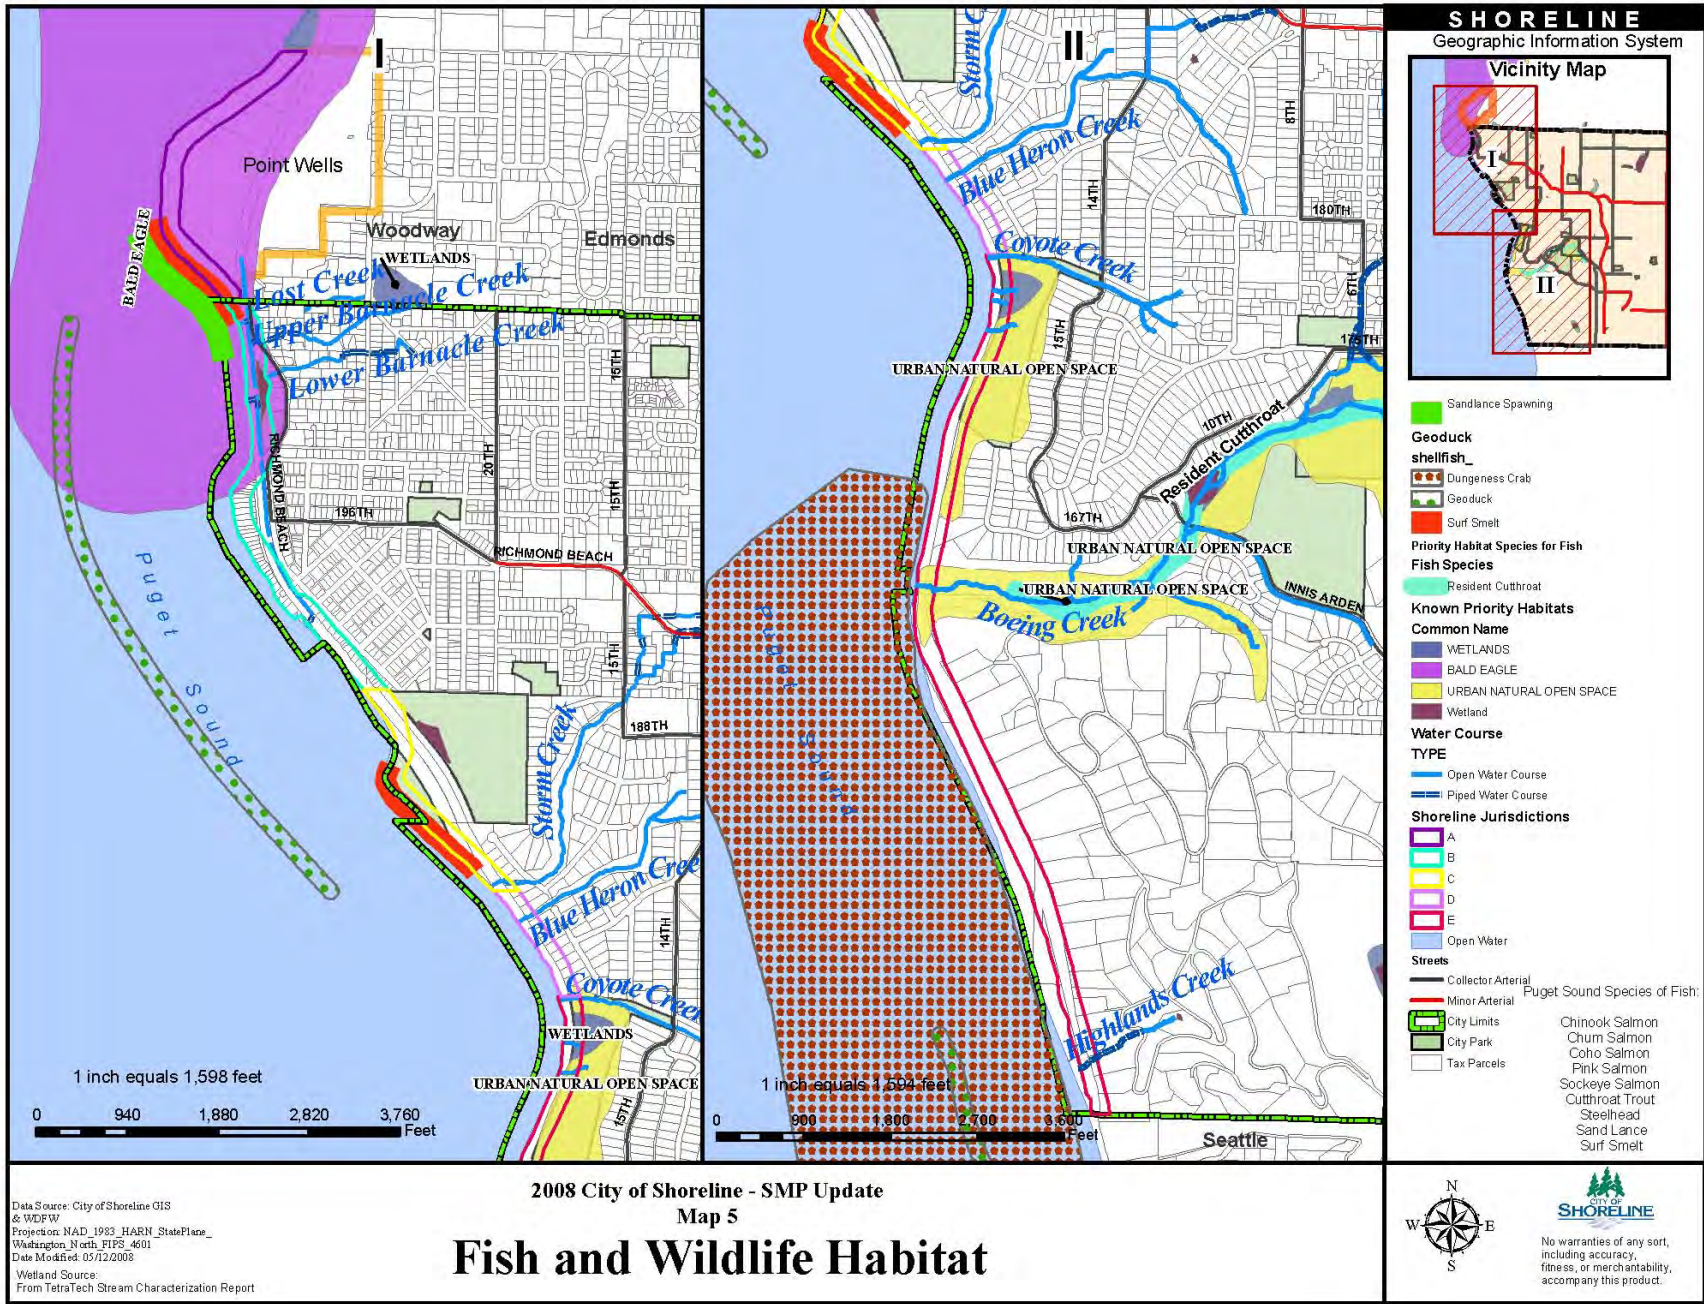 I
Point Wells
BALD EAGLE
Woodway
Edmonds
WETLANDS
Lost Creek
Upper Barnacle Creek
Lower Barnacle Creek
15TH
20TH
15TH
RICHMOND BEACH
196TH
RICHMOND BEACH
Puget Sound
15TH
188TH
Storm Creek
Blue Heron Cree
14TH
Coyote Creek
WETLANDS
URBAN NATURAL OPEN SPACE
15TH
1 inch equals 1,598 feet
0 940 1,880 2,820 3,760
Feet
II
Storm C
Blue Heron Creek
14TH
8TH
180TH
Coyote Creek
6TH
15TH
175TH
URBAN NATURAL OPEN SPACE
10TH
Resident Cutthroat
167TH
URBAN NATURAL OPEN SPACE
URBAN NATURAL OPEN SPACE
INNIS ARDEN
Boeing Creek
Puget Sound
Highlands Creek
1 inch equals 1,594 feet
0 900 1,800 2,700 3,600
Feet
Seattle
SHORELINE
Geographic Information System
Vicinity Map
I
II
Sandlance Spawning
Geoduck
shellfish_
Dungeness Crab
Geoduck
Surf Smelt
Priority Habitat Species for Fish
Fish Species
Resident Cutthroat
Known Priority Habitats
Common Name
WETLANDS
BALD EAGLE
URBAN NATURAL OPEN SPACE
Wetland
Water Course
TYPE
Open Water Course
Piped Water Course
Shoreline Jurisdictions
A
B
C
D
E
Open Water
Streets
Collector Arterial
Minor Arterial
City Limits
City Park
Tax Parcels
Puget Sound Species of Fish:
Chinook Salmon
Chum Salmon
Coho Salmon
Pink Salmon
Sockeye Salmon
Cutthroat Trout
Steelhead
Sand Lance
Surf Smelt
Data Source: City of Shoreline GIS
& WDFW
Projection: NAD_1983_HARN_StatePlane_
Washington_North_FIPS_4601
Date Modified: 05/12/2008
Wetland Source:
From TetraTech Stream Characterization Report
2008 City of Shoreline - SMP Update
Map 5
Fish and Wildlife Habitat
N
W E
S
CITY OF
SHORELINE
No warranties of any sort,
including accuracy,
fitness, or merchantability,
accompany this product.